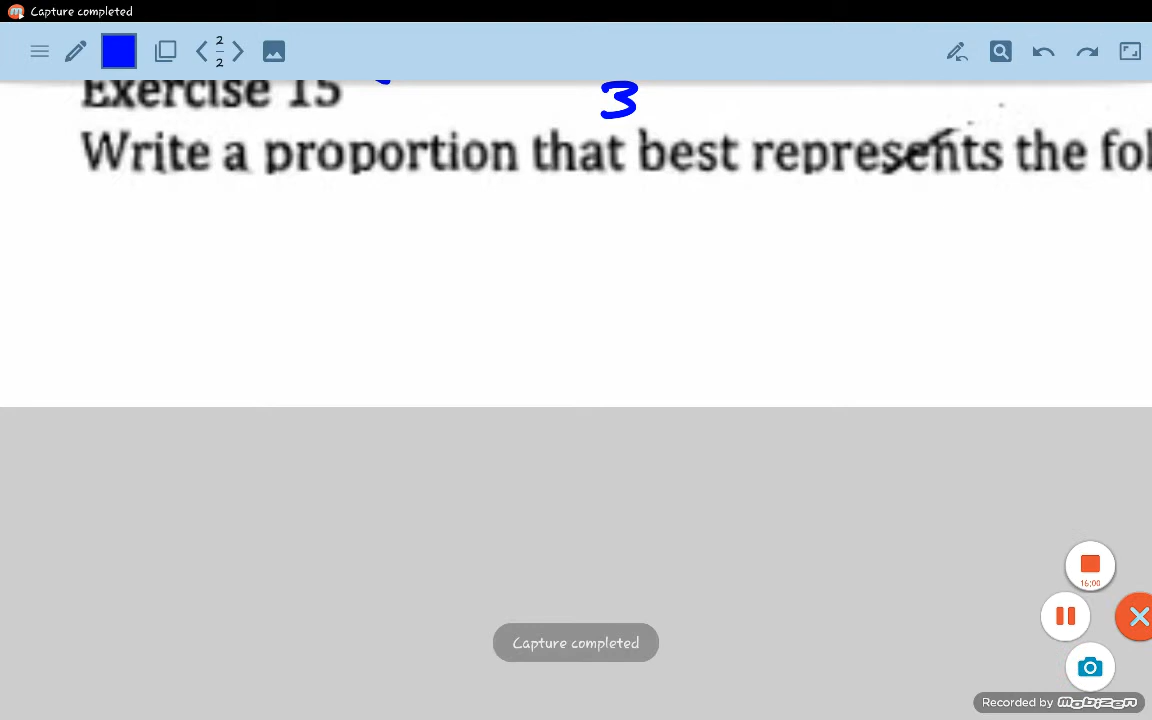 Capture completed
2
2
Exercise 15
3
Write a proportion that best represents the fol
16:00
Capture completed
Recorded by mobizen